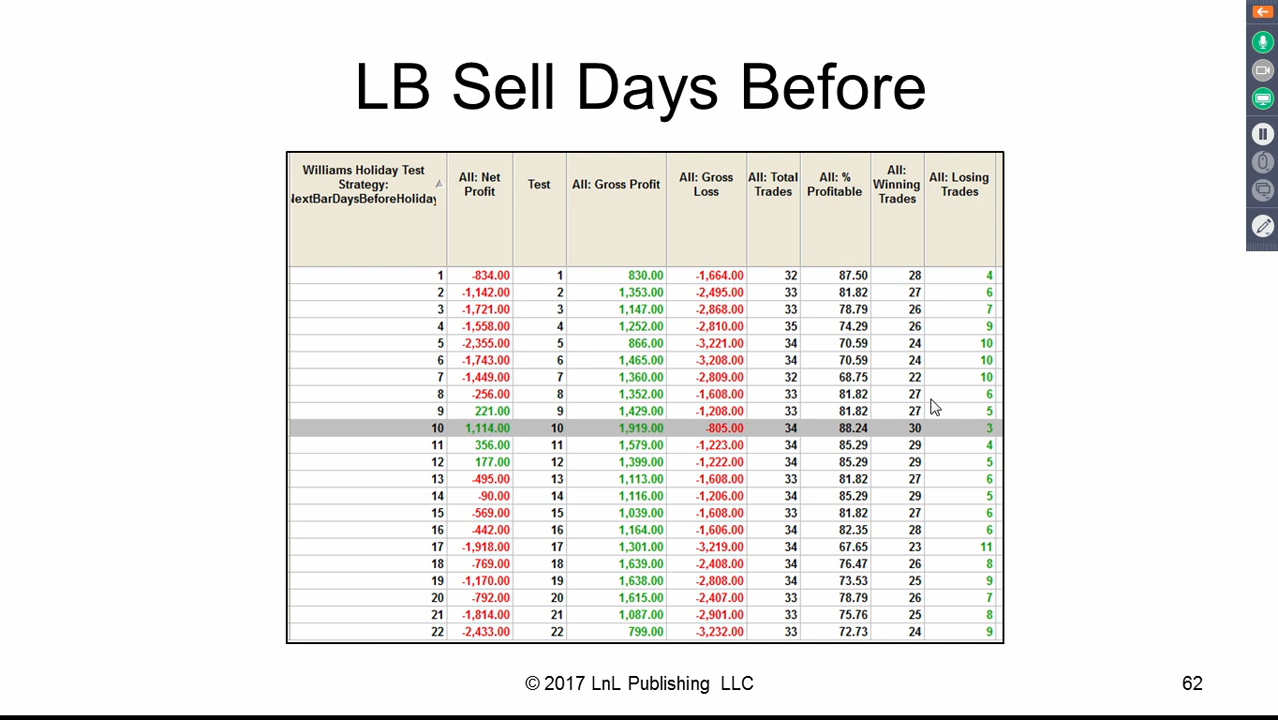 LB Sell Days Before
Williams Holiday Test
Strategy:
NextBarDaysBeforeHoliday
All: Net
Profit
Test
All: Gross Profit
All: Gross
Loss
All: Total
Trades
All: %
Profitable
All:
Winning
Trades
All: Losing
Trades
1 -834.00 1 830.00 -1,664.00 32 87.50 28 4
2 -1,142.00 2 1,353.00 -2,495.00 33 81.82 27 6
3 -1,721.00 3 1,147.00 -2,868.00 33 78.79 26 7
4 -1,558.00 4 1,252.00 -2,810.00 35 74.29 26 9
5 -2,355.00 5 866.00 -3,221.00 34 70.59 24 10
6 -1,743.00 6 1,465.00 -3,208.00 34 70.59 24 10
7 -1,449.00 7 1,360.00 -2,809.00 32 68.75 22 10
8 -256.00 8 1,352.00 -1,608.00 33 81.82 27 6
9 221.00 9 1,429.00 -1,208.00 33 81.82 27 5
10 1,114.00 10 1,919.00 -805.00 34 88.24 30 3
11 356.00 11 1,579.00 -1,223.00 34 85.29 29 4
12 177.00 12 1,399.00 -1,222.00 34 85.29 29 5
13 -495.00 13 1,113.00 -1,608.00 33 81.82 27 6
14 -90.00 14 1,116.00 -1,206.00 34 85.29 29 5
15 -569.00 15 1,039.00 -1,608.00 33 81.82 27 6
16 -442.00 16 1,164.00 -1,606.00 34 82.35 28 6
17 -1,918.00 17 1,301.00 -3,219.00 34 67.65 23 11
18 -769.00 18 1,639.00 -2,408.00 34 76.47 26 8
19 -1,170.00 19 1,638.00 -2,808.00 34 73.53 25 9
20 -792.00 20 1,615.00 -2,407.00 33 78.79 26 7
21 -1,814.00 21 1,087.00 -2,901.00 33 75.76 25 8
22 -2,433.00 22 799.00 -3,232.00 33 72.73 24 9
© 2017 LnL Publishing LLC
62